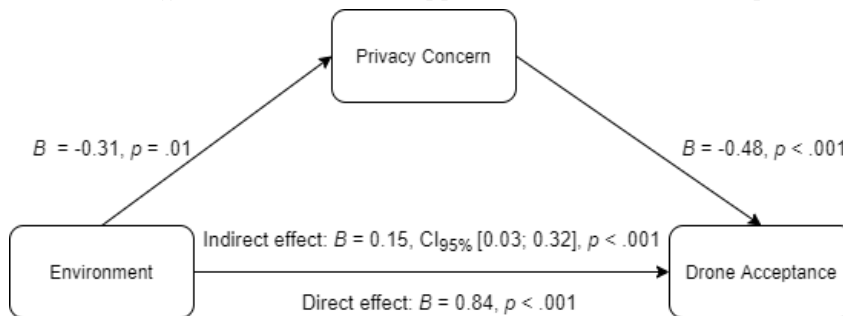 Privacy Concern
B = -0.31, p = .01
B = -0.48, p < .001
Indirect effect: B = 0.15, CI95% [0.03; 0.32], p < .001
Environment
Drone Acceptance
Direct effect: B = 0.84, p < .001